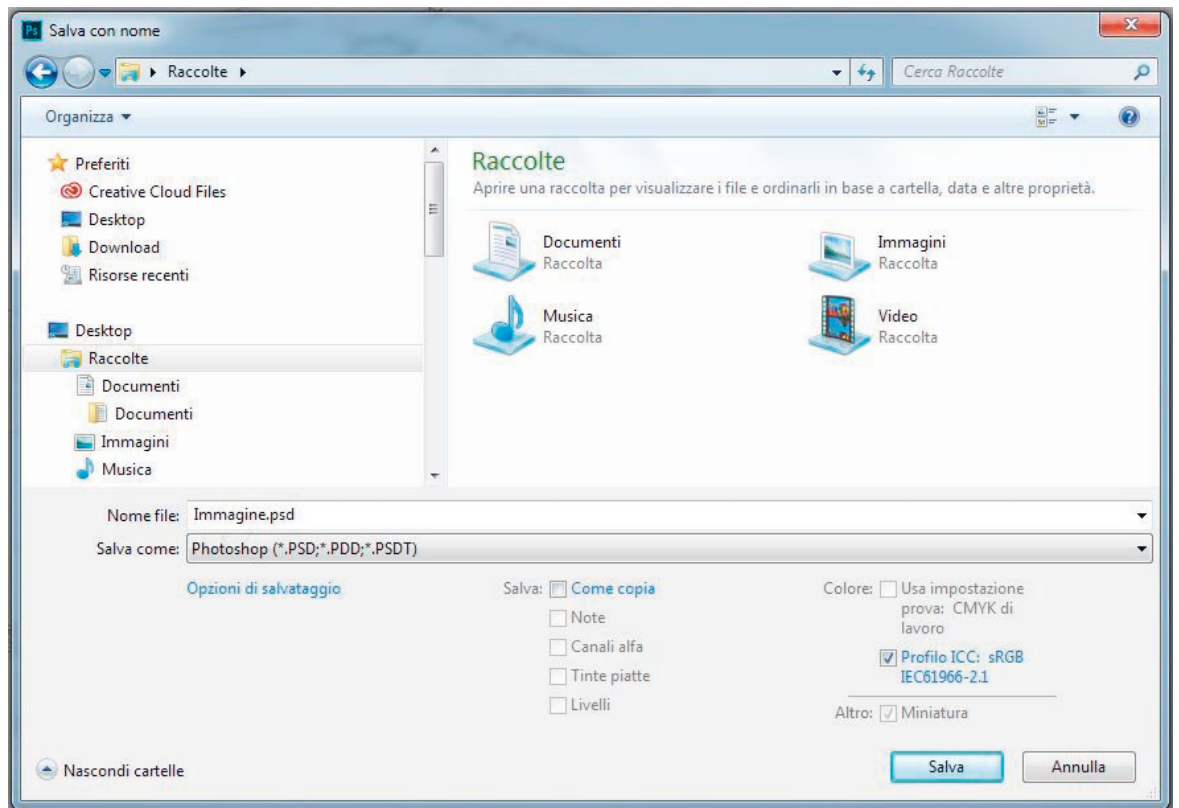 Ps Salva con nome
Raccolte
Cerca Raccolte
Organizza
Preferiti
Creative Cloud Files
Desktop
Download
Risorse recenti
Desktop
Raccolte
Documenti
Documenti
Immagini
Musica
Raccolte
Aprire una raccolta per visualizzare i file e ordinarli in base a cartella, data e altre proprietà.
Documenti
Raccolta
Immagini
Raccolta
Musica
Raccolta
Video
Raccolta
Nome file: Immagine.psd
Salva come: Photoshop (*.PSD;*.PDD;*.PSDT)
Opzioni di salvataggio
Salva: Come copia
Note
Canali alfa
Tinte piatte
Livelli
Colore: Usa impostazione
prova: CMYK di
lavoro
Profilo ICC: sRGB
IEC61966-2.1
Altro: Miniatura
Nascondi cartelle
Salva
Annulla